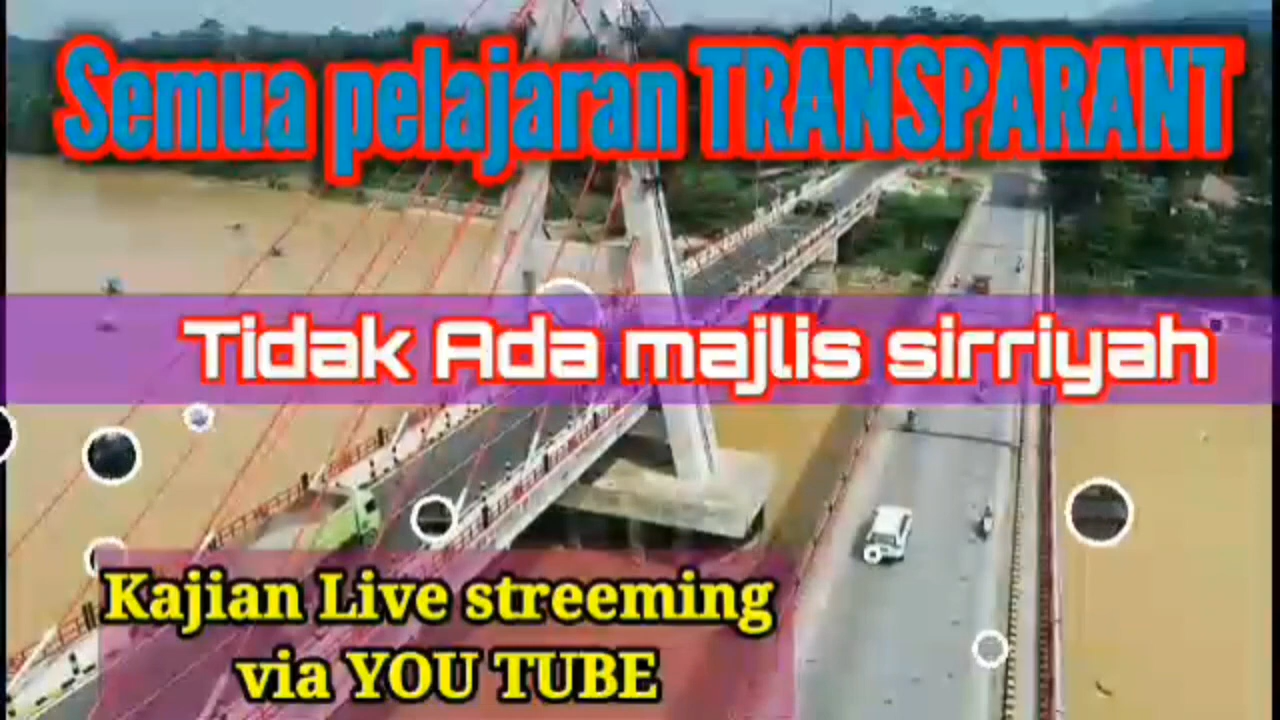 Semua pelajaran TRANSPARANT
Tidak Ada majlis sirriyah
Kajian Live streeming
via YOU TUBE